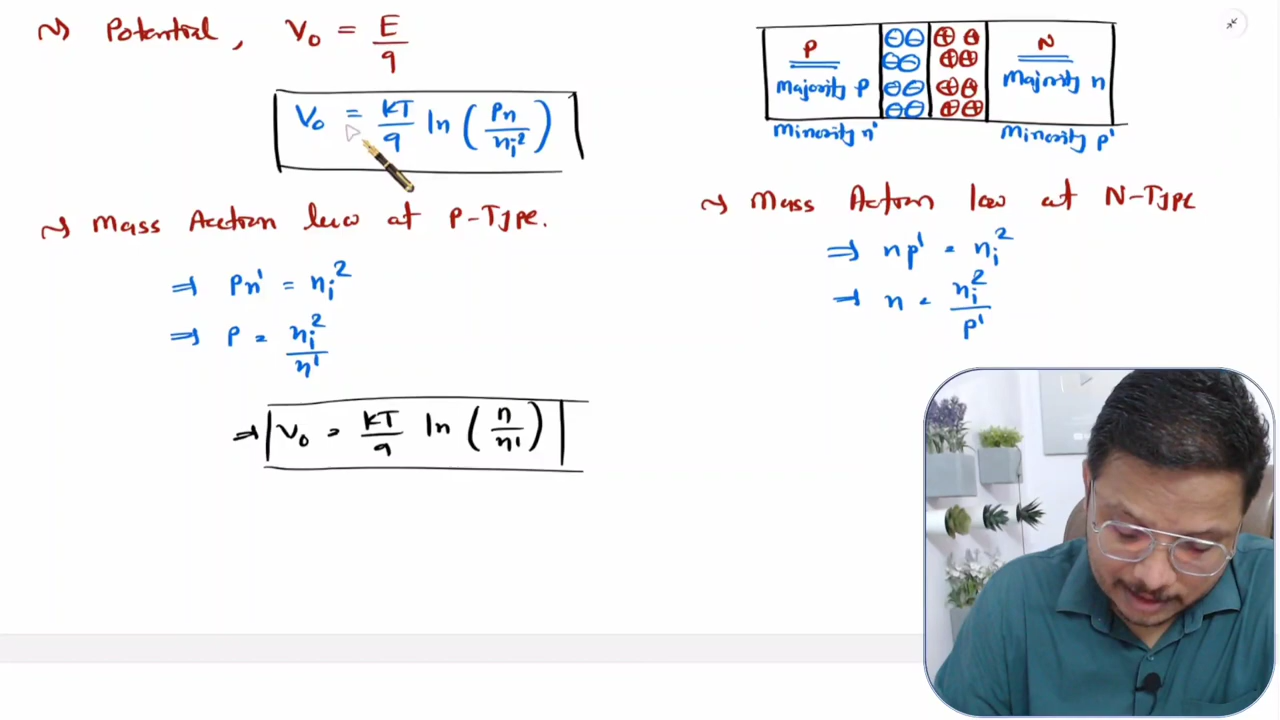 ~> Potential, V₀ = E/q
V₀ = KT/q ln (Pn/nᵢ²)
~> Mass Action law at P-Type.
=> Pn' = nᵢ²
=> P = nᵢ²/n'
=> V₀ = KT/q ln (n/n')
P
N
Majority p
Majority n
Minority n'
Minority p'
⊖⊖ ⊕⊕
⊖⊖ ⊕⊕
⊖⊖ ⊕⊕
⊖⊖ ⊕⊕
~> Mass Action law at N-Type
=> np' = nᵢ²
=> n = nᵢ²/p'